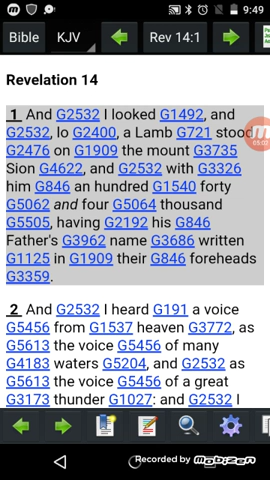 9:49
Bible KJV Rev 14:1
Revelation 14
1 And G2532 I looked G1492, and
G2532, lo G2400, a Lamb G721 stood
G2476 on G1909 the mount G3735
Sion G4622, and G2532 with G3326
him G846 an hundred G1540 forty
G5062 and four G5064 thousand
G5505, having G2192 his G846
Father's G3962 name G3686 written
G1125 in G1909 their G846 foreheads
G3359.
05:07
2 And G2532 I heard G191 a voice
G5456 from G1537 heaven G3772, as
G5613 the voice G5456 of many
G4183 waters G5204, and G2532 as
G5613 the voice G5456 of a great
G3173 thunder G1027: and G2532 I
Recorded by mobizen